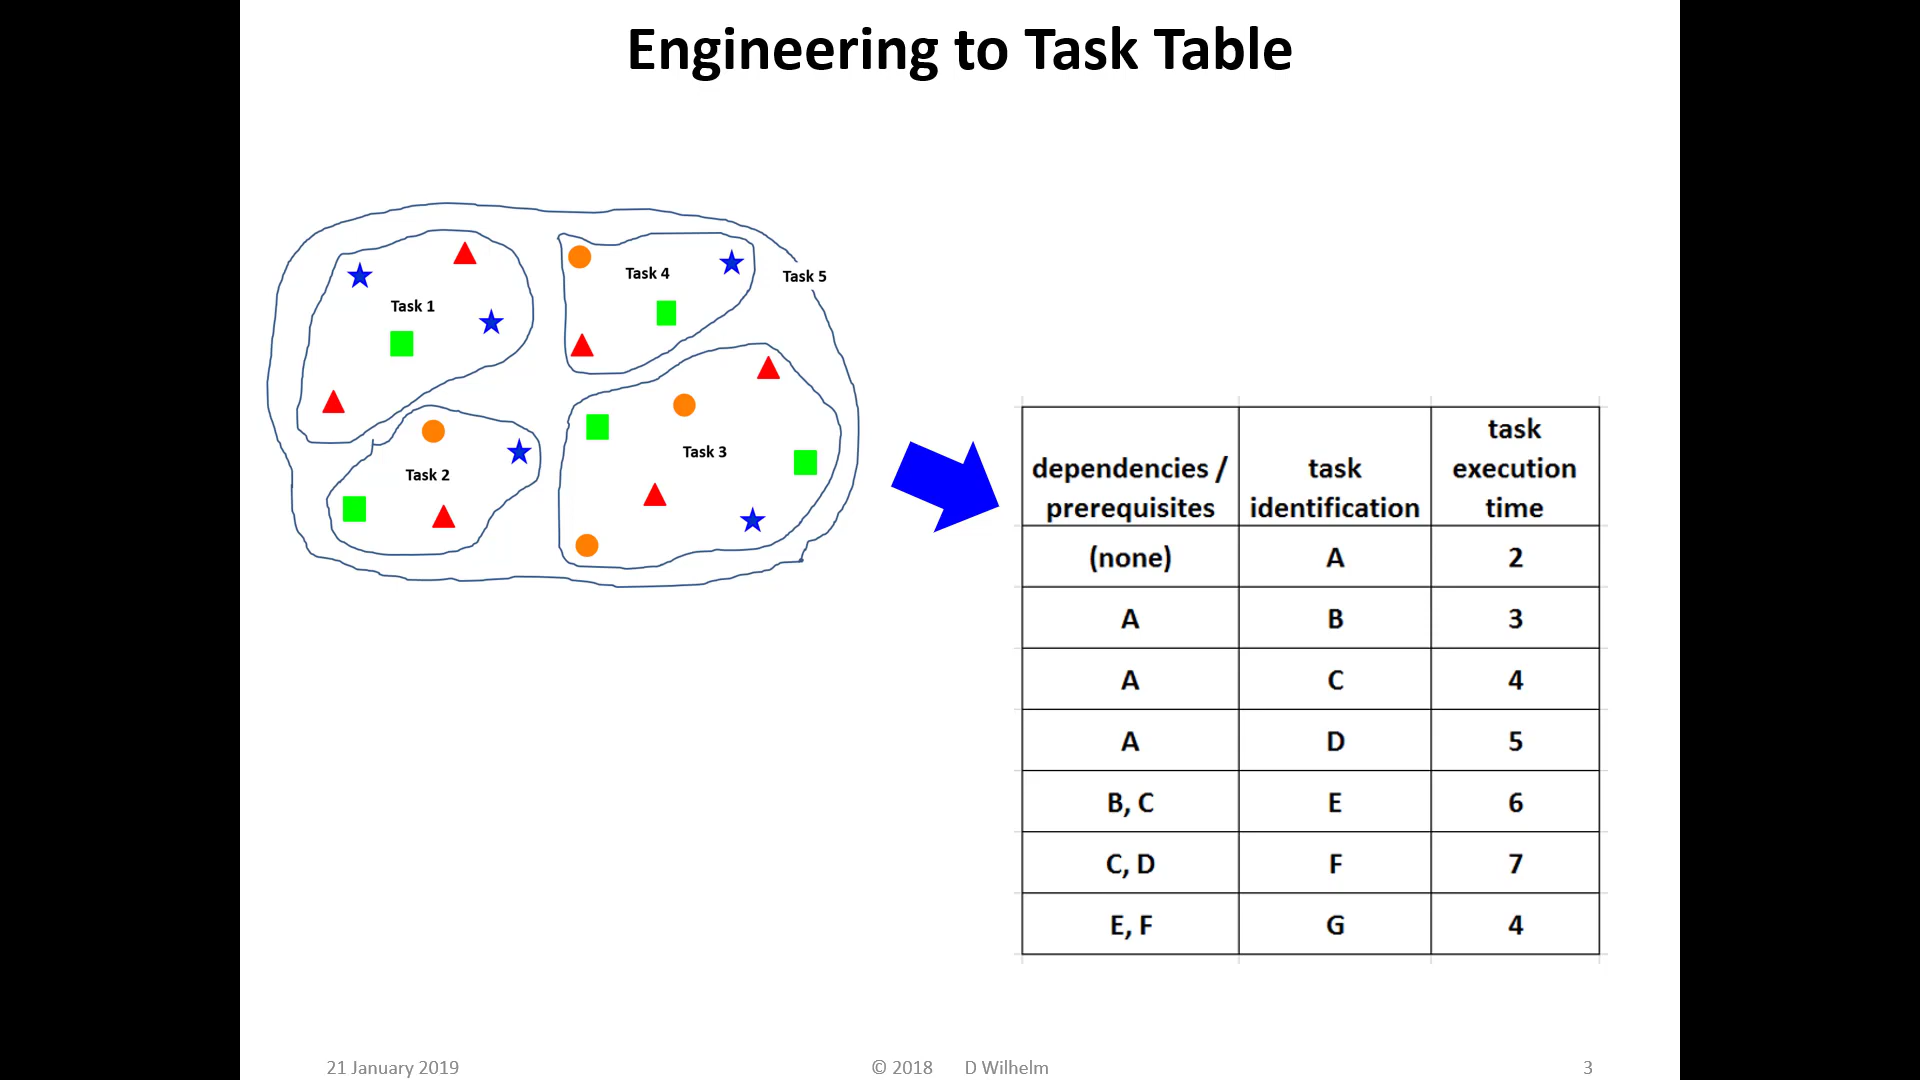 Engineering to Task Table
Task 1
Task 4
Task 5
Task 2
Task 3
dependencies / prerequisites
task identification
task execution time
(none) A 2
A B 3
A C 4
A D 5
B, C E 6
C, D F 7
E, F G 4
21 January 2019
© 2018 D Wilhelm
3